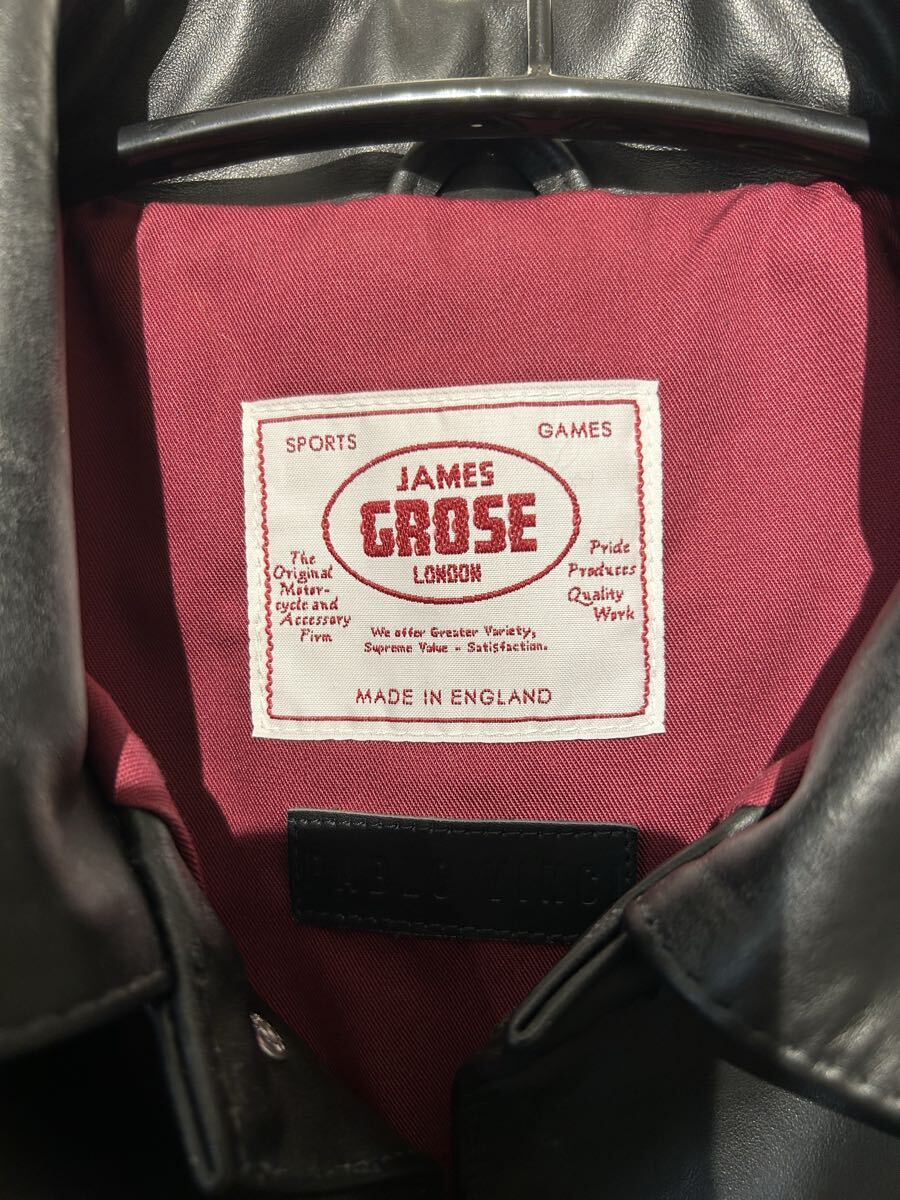 SPORTS GAMES
JAMES
GROSE
LONDON
The
Original
Motor-
cycle and
Accessory
Firm
Pride
Produces
Quality
Work
We offer Greater Variety,
Supreme Value - Satisfaction.
MADE IN ENGLAND